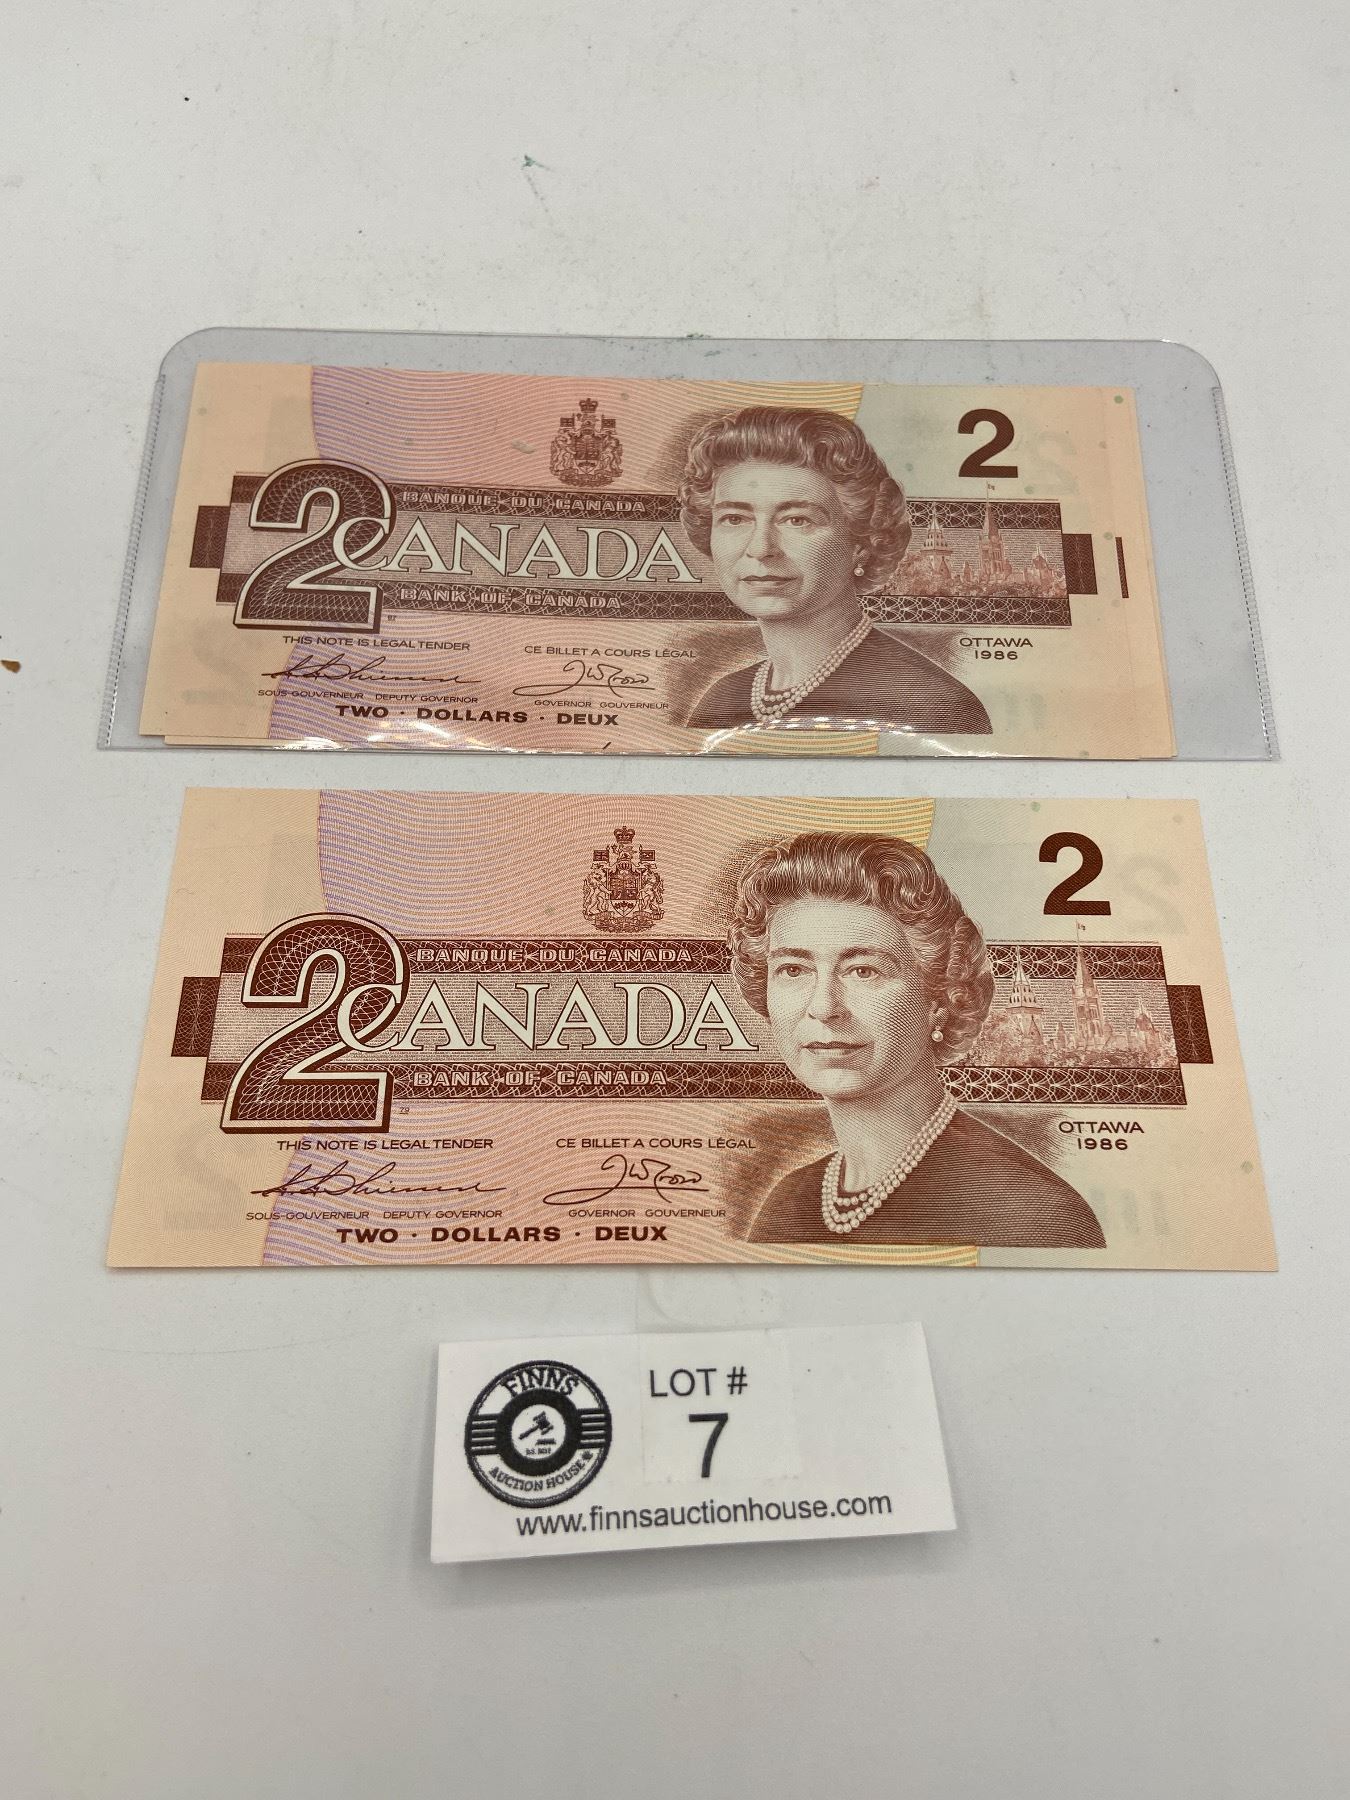 2
BANQUE DU CANADA
2 CANADA
BANK OF CANADA
87
THIS NOTE IS LEGAL TENDER
CE BILLET A COURS LÉGAL
OTTAWA
1986
SOUS-GOUVERNEUR DEPUTY GOVERNOR
GOVERNOR GOUVERNEUR
TWO · DOLLARS · DEUX
2
BANQUE DU CANADA
2 CANADA
BANK OF CANADA
79
THIS NOTE IS LEGAL TENDER
CE BILLET A COURS LÉGAL
OTTAWA
1986
SOUS-GOUVERNEUR DEPUTY GOVERNOR
GOVERNOR GOUVERNEUR
TWO · DOLLARS · DEUX
FINNS
AUCTION HOUSE
LOT #
7
www.finnsauctionhouse.com